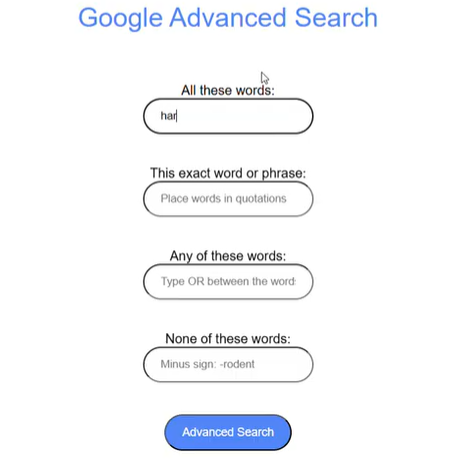 Google Advanced Search
All these words:
har
This exact word or phrase:
Place words in quotations
Any of these words:
Type OR between the words
None of these words:
Minus sign: -rodent
Advanced Search